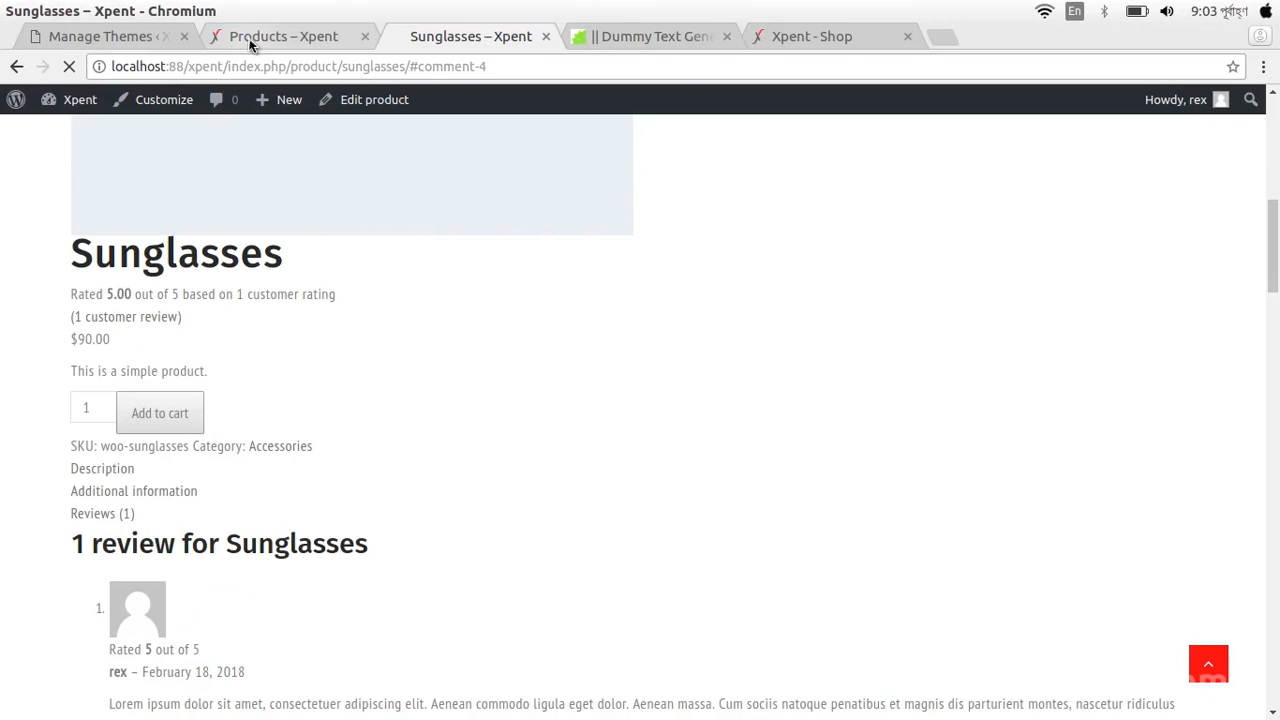 Sunglasses – Xpent - Chromium
En
9:03 পূর্বাহ্ণ
Manage Themes ‹ X
Products – Xpent
Sunglasses – Xpent
|| Dummy Text Gen
Xpent - Shop
localhost:88/xpent/index.php/product/sunglasses/#comment-4
Xpent
Customize
0
New
Edit product
Howdy, rex
Sunglasses
Rated 5.00 out of 5 based on 1 customer rating
(1 customer review)
$90.00
This is a simple product.
1
Add to cart
SKU: woo-sunglasses Category: Accessories
Description
Additional information
Reviews (1)
1 review for Sunglasses
1.
Rated 5 out of 5
rex – February 18, 2018
Lorem ipsum dolor sit amet, consectetuer adipiscing elit. Aenean commodo ligula eget dolor. Aenean massa. Cum sociis natoque penatibus et magnis dis parturient montes, nascetur ridiculus